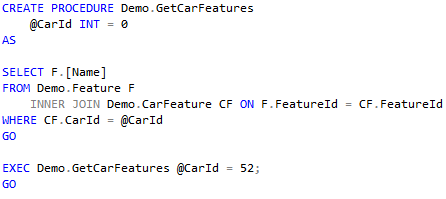 CREATE PROCEDURE Demo.GetCarFeatures
    @CarId INT = 0
AS
SELECT F.[Name]
FROM Demo.Feature F
    INNER JOIN Demo.CarFeature CF ON F.FeatureId = CF.FeatureId
WHERE CF.CarId = @CarId
GO
EXEC Demo.GetCarFeatures @CarId = 52;
GO